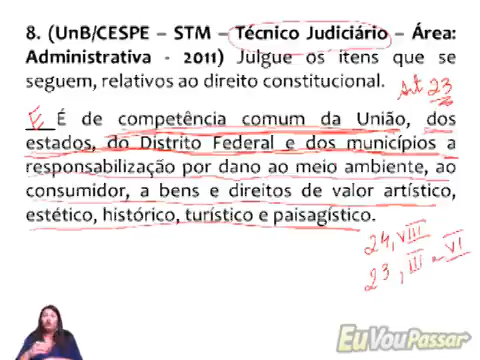 8. (UnB/CESPE – STM – Técnico Judiciário – Área:
Administrativa - 2011) Julgue os itens que se
seguem, relativos ao direito constitucional.
Art 23
E
___É de competência comum da União, dos
estados, do Distrito Federal e dos municípios a
responsabilização por dano ao meio ambiente, ao
consumidor, a bens e direitos de valor artístico,
estético, histórico, turístico e paisagístico.
24, VIII
23, III e VI
EuVouPassar